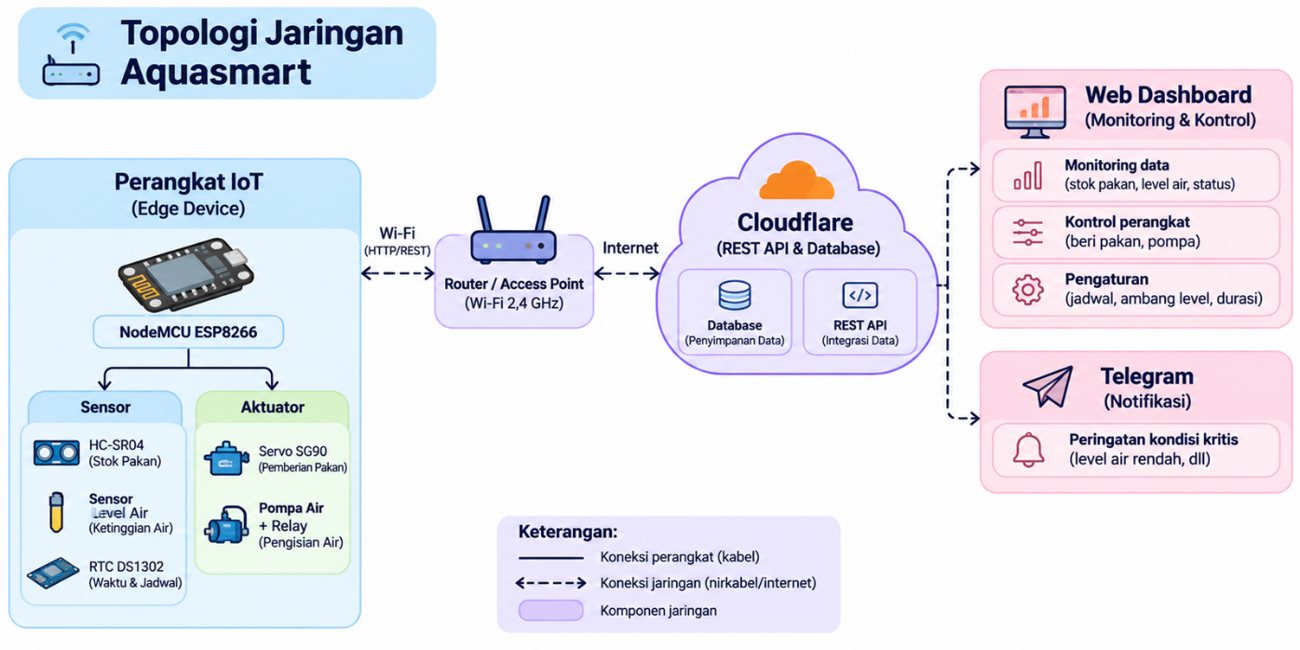 Topologi Jaringan
Aquasmart
Perangkat IoT
(Edge Device)
NodeMCU ESP8266
Sensor
HC-SR04
(Stok Pakan)
Sensor
Level Air
(Ketinggian Air)
RTC DS1302
(Waktu & Jadwal)
Aktuator
Servo SG90
(Pemberian Pakan)
Pompa Air
+ Relay
(Pengisian Air)
Wi-Fi
(HTTP/REST)
Router / Access Point
(Wi-Fi 2,4 GHz)
Internet
Cloudflare
(REST API & Database)
Database
(Penyimpanan Data)
</>
REST API
(Integrasi Data)
Web Dashboard
(Monitoring & Kontrol)
Monitoring data
(stok pakan, level air, status)
Kontrol perangkat
(beri pakan, pompa)
Pengaturan
(jadwal, ambang level, durasi)
Telegram
(Notifikasi)
Peringatan kondisi kritis
(level air rendah, dll)
Keterangan:
Koneksi perangkat (kabel)
Koneksi jaringan (nirkabel/internet)
Komponen jaringan